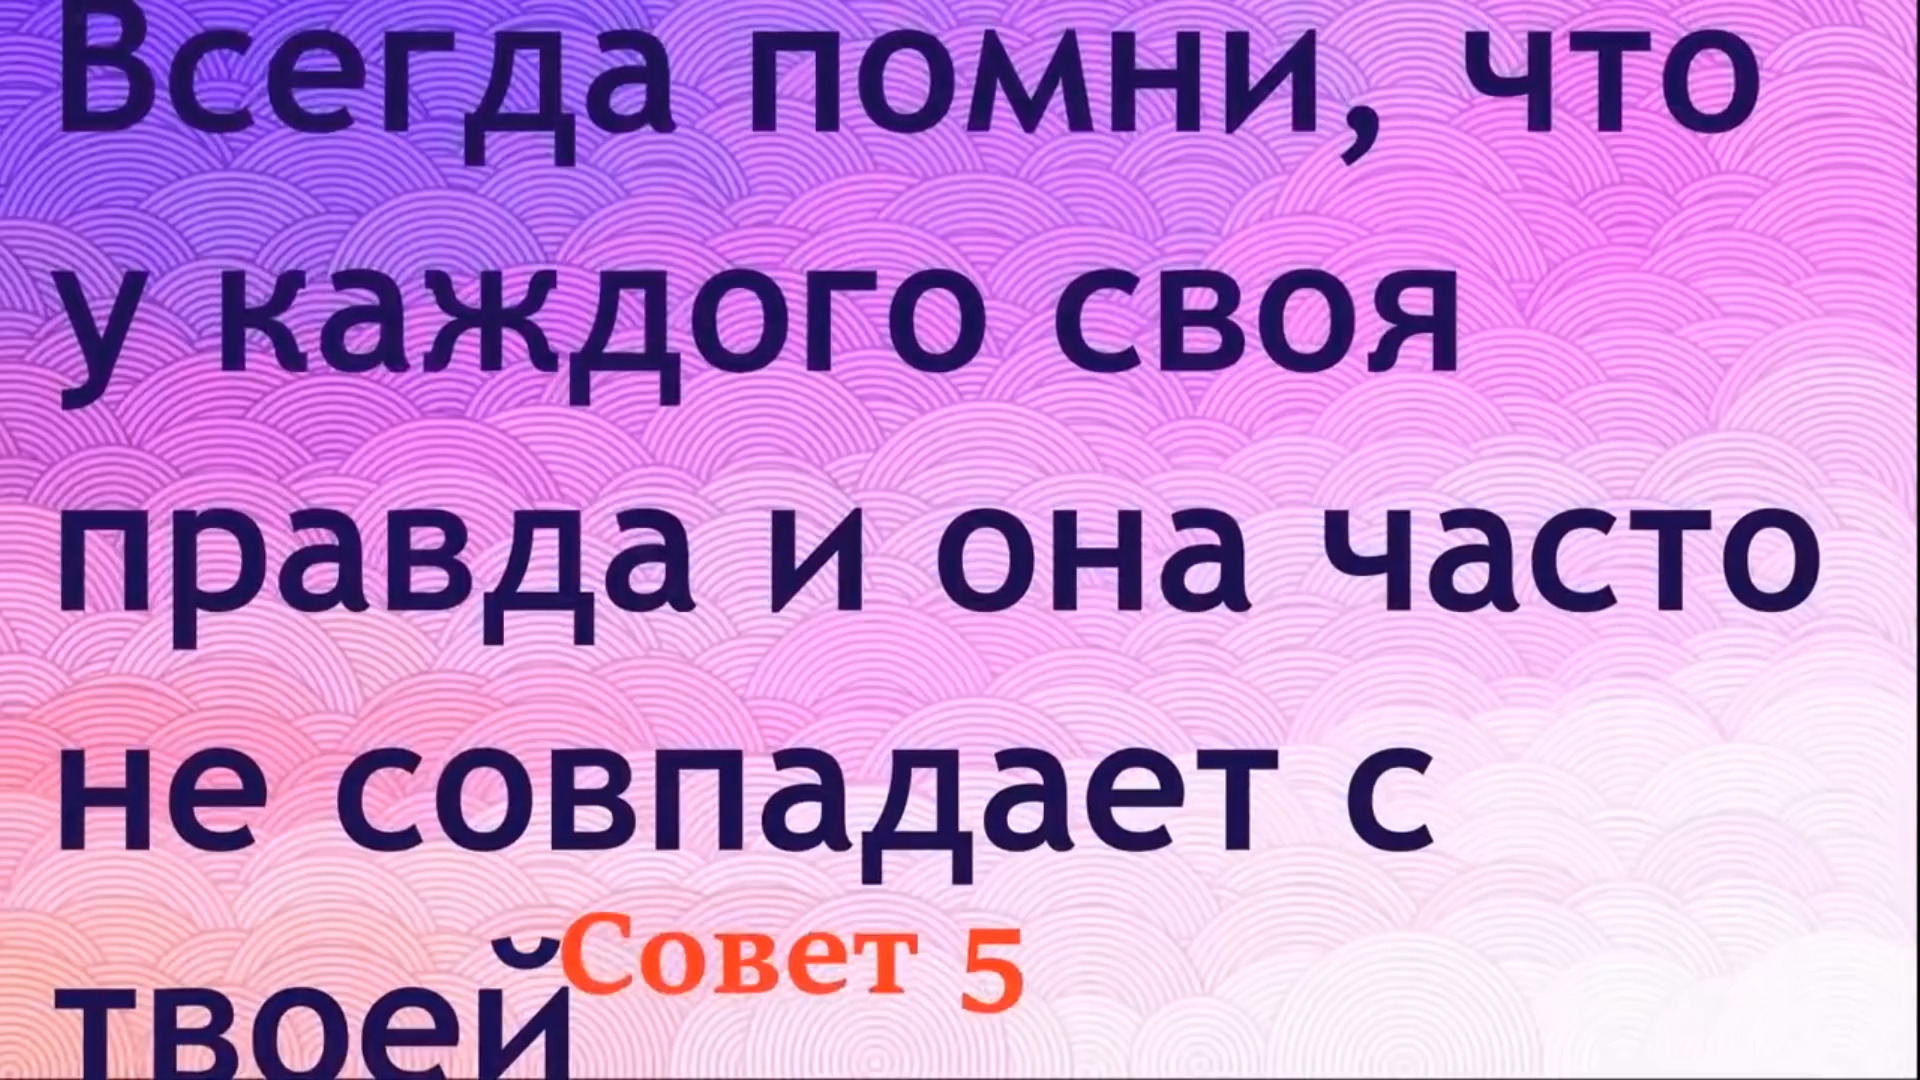 Всегда помни, что
у каждого своя
правда и она часто
не совпадает с
твоей
Совет 5